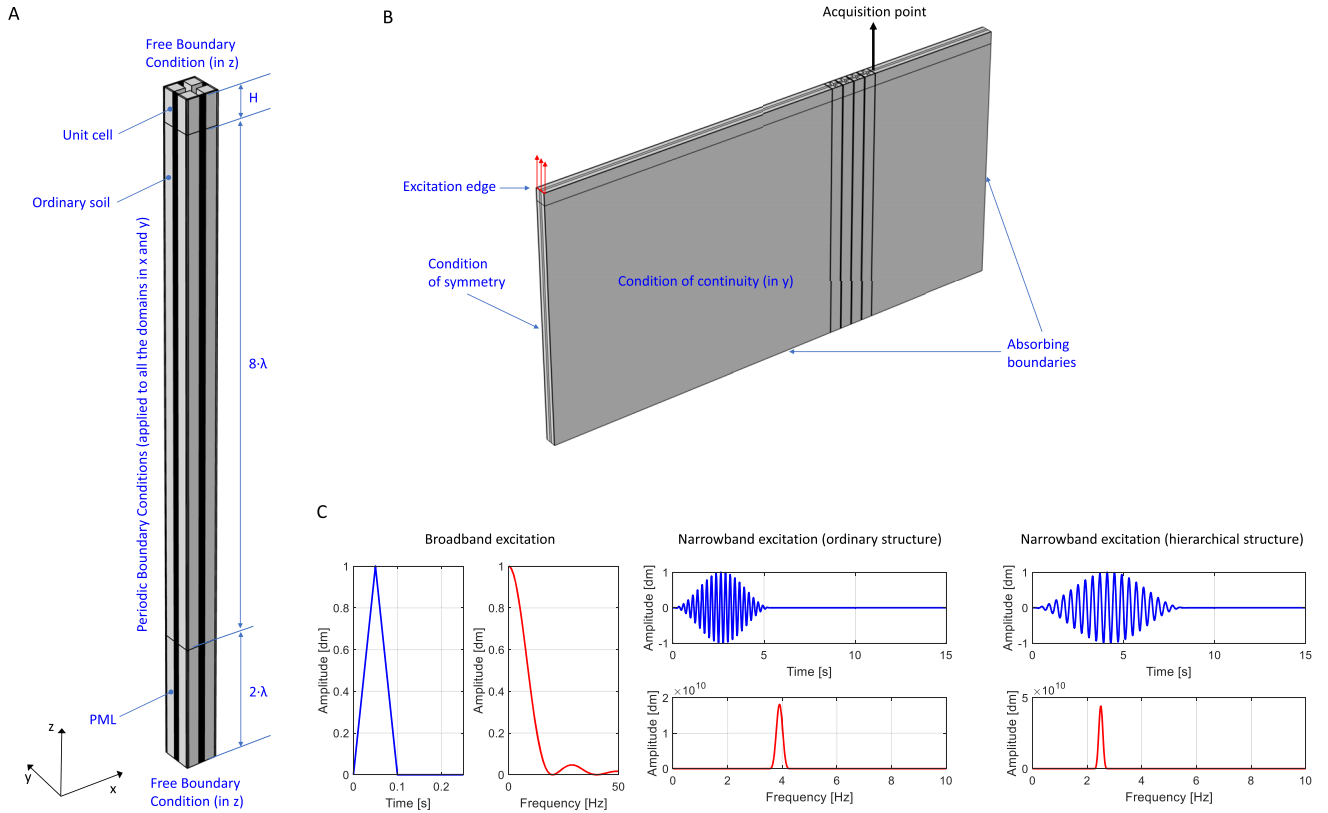 A
Free Boundary
Condition (in z)
H
Unit cell
Ordinary soil
Periodic Boundary Conditions (applied to all the domains in x and y)
8·λ
2·λ
PML
z
y
x
Free Boundary
Condition (in z)
B
Acquisition point
Excitation edge
Condition
of symmetry
Condition of continuity (in y)
Absorbing
boundaries
C
Broadband excitation
Amplitude [dm]
1
0.8
0.6
0.4
0.2
0
0 0.1 0.2
Time [s]
Amplitude [dm]
1
0.8
0.6
0.4
0.2
0
0 50
Frequency [Hz]
Narrowband excitation (ordinary structure)
Amplitude [dm]
1
0
-1
0 5 10 15
Time [s]
×10^10
Amplitude [dm]
2
1
0
0 2 4 6 8 10
Frequency [Hz]
Narrowband excitation (hierarchical structure)
Amplitude [dm]
1
0
-1
0 5 10 15
Time [s]
×10^10
Amplitude [dm]
5
0
0 2 4 6 8 10
Frequency [Hz]